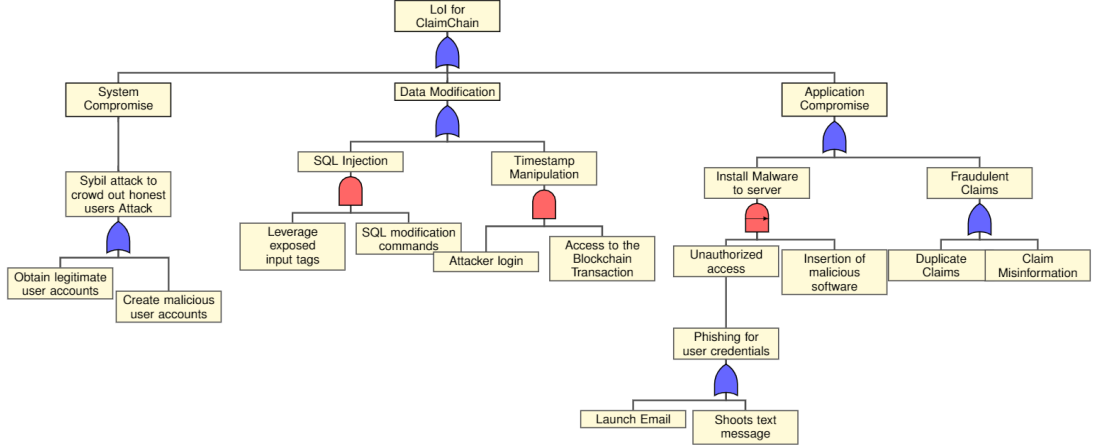 LoI for
ClaimChain
System
Compromise
Data Modification
Application
Compromise
Sybil attack to
crowd out honest
users Attack
SQL Injection
Timestamp
Manipulation
Install Malware
to server
Fraudulent
Claims
Obtain legitimate
user accounts
Create malicious
user accounts
Leverage
exposed
input tags
SQL modification
commands
Attacker login
Access to the
Blockchain
Transaction
Unauthorized
access
Insertion of
malicious
software
Duplicate
Claims
Claim
Misinformation
Phishing for
user credentials
Launch Email
Shoots text
message